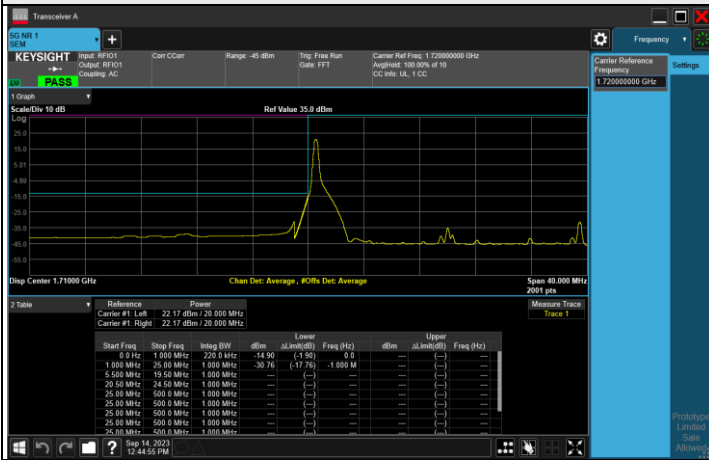 Transceiver A
5G NR 1
SEM
Frequency
KEYSIGHT Input: RFIO1 Corr CCorr Range: -45 dBm Trig: Free Run Carrier Ref Freq: 1.720000000 GHz
Output: RFIO1 Gate: FFT Avg|Hold: 100.00% of 10
Coupling: AC CC Info: UL, 1 CC
PASS
Carrier Reference
Frequency
1.720000000 GHz
Settings
1 Graph
Scale/Div 10 dB Ref Value 35.0 dBm
Log
25.0
15.0
5.01
-4.99
-15.0
-25.0
-35.0
-45.0
-55.0
Disp Center 1.71000 GHz Chan Det: Average , #Offs Det: Average Span 40.000 MHz
2001 pts
2 Table
Reference Power
Carrier #1: Left 22.17 dBm / 20.000 MHz
Carrier #1: Right 22.17 dBm / 20.000 MHz
Measure Trace
Trace 1
Lower Upper
Start Freq Stop Freq Integ BW dBm ΔLimit(dB) Freq (Hz) dBm ΔLimit(dB) Freq (Hz)
0.0 Hz 1.000 MHz 220.0 kHz -14.90 (-1.90) 0.0 --- (---) ---
1.000 MHz 25.00 MHz 1.000 MHz -30.76 (-17.76) -1.000 M --- (---) ---
5.500 MHz 19.50 MHz 1.000 MHz --- (---) --- --- (---) ---
20.50 MHz 24.50 MHz 1.000 MHz --- (---) --- --- (---) ---
25.00 MHz 500.0 MHz 1.000 MHz --- (---) --- --- (---) ---
25.00 MHz 500.0 MHz 1.000 MHz --- (---) --- --- (---) ---
25.00 MHz 500.0 MHz 1.000 MHz --- (---) --- --- (---) ---
25.00 MHz 500.0 MHz 1.000 MHz --- (---) --- --- (---) ---
25.00 MHz 500.0 MHz 1.000 MHz --- (---) --- --- (---) ---
Prototype
Limited
Sale
Allowed
Sep 14, 2023
12:44:55 PM